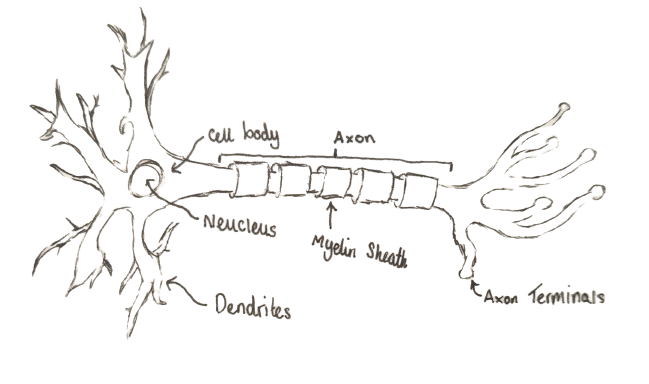 Cell body
Axon
Neucleus
Myelin Sheath
Dendrites
Axon Terminals